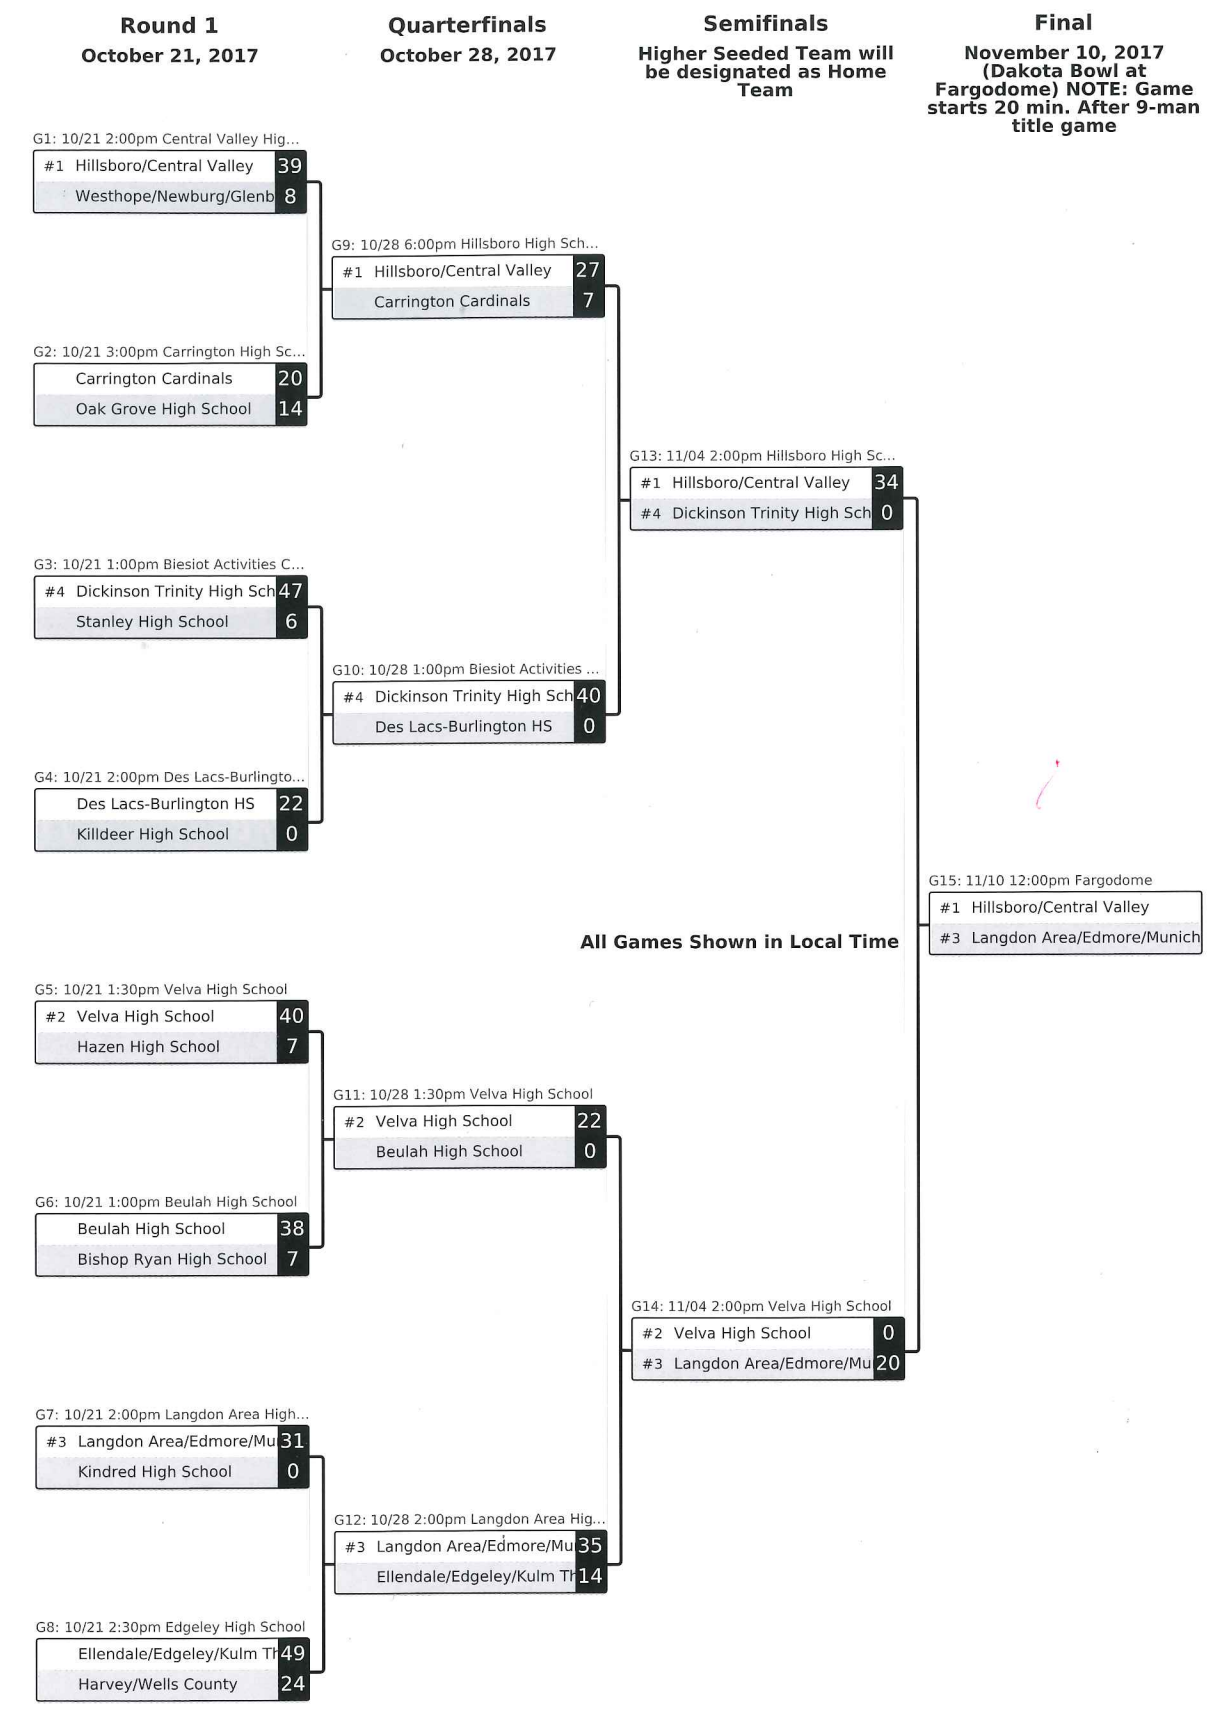 Round 1
October 21, 2017
Quarterfinals
October 28, 2017
Semifinals
Higher Seeded Team will
be designated as Home
Team
Final
November 10, 2017
(Dakota Bowl at
Fargodome) NOTE: Game
starts 20 min. After 9-man
title game
G1: 10/21 2:00pm Central Valley Hig...
#1 Hillsboro/Central Valley 39
Westhope/Newburg/Glenb 8
G2: 10/21 3:00pm Carrington High Sc...
Carrington Cardinals 20
Oak Grove High School 14
G3: 10/21 1:00pm Biesiot Activities C...
#4 Dickinson Trinity High Sch 47
Stanley High School 6
G4: 10/21 2:00pm Des Lacs-Burlingto...
Des Lacs-Burlington HS 22
Killdeer High School 0
G5: 10/21 1:30pm Velva High School
#2 Velva High School 40
Hazen High School 7
G6: 10/21 1:00pm Beulah High School
Beulah High School 38
Bishop Ryan High School 7
G7: 10/21 2:00pm Langdon Area High...
#3 Langdon Area/Edmore/Mu 31
Kindred High School 0
G8: 10/21 2:30pm Edgeley High School
Ellendale/Edgeley/Kulm Th 49
Harvey/Wells County 24
G9: 10/28 6:00pm Hillsboro High Sch...
#1 Hillsboro/Central Valley 27
Carrington Cardinals 7
G10: 10/28 1:00pm Biesiot Activities ...
#4 Dickinson Trinity High Sch 40
Des Lacs-Burlington HS 0
G11: 10/28 1:30pm Velva High School
#2 Velva High School 22
Beulah High School 0
G12: 10/28 2:00pm Langdon Area Hig...
#3 Langdon Area/Edmore/Mu 35
Ellendale/Edgeley/Kulm Th 14
G13: 11/04 2:00pm Hillsboro High Sc...
#1 Hillsboro/Central Valley 34
#4 Dickinson Trinity High Sch 0
All Games Shown in Local Time
G14: 11/04 2:00pm Velva High School
#2 Velva High School 0
#3 Langdon Area/Edmore/Mu 20
G15: 11/10 12:00pm Fargodome
#1 Hillsboro/Central Valley
#3 Langdon Area/Edmore/Munich